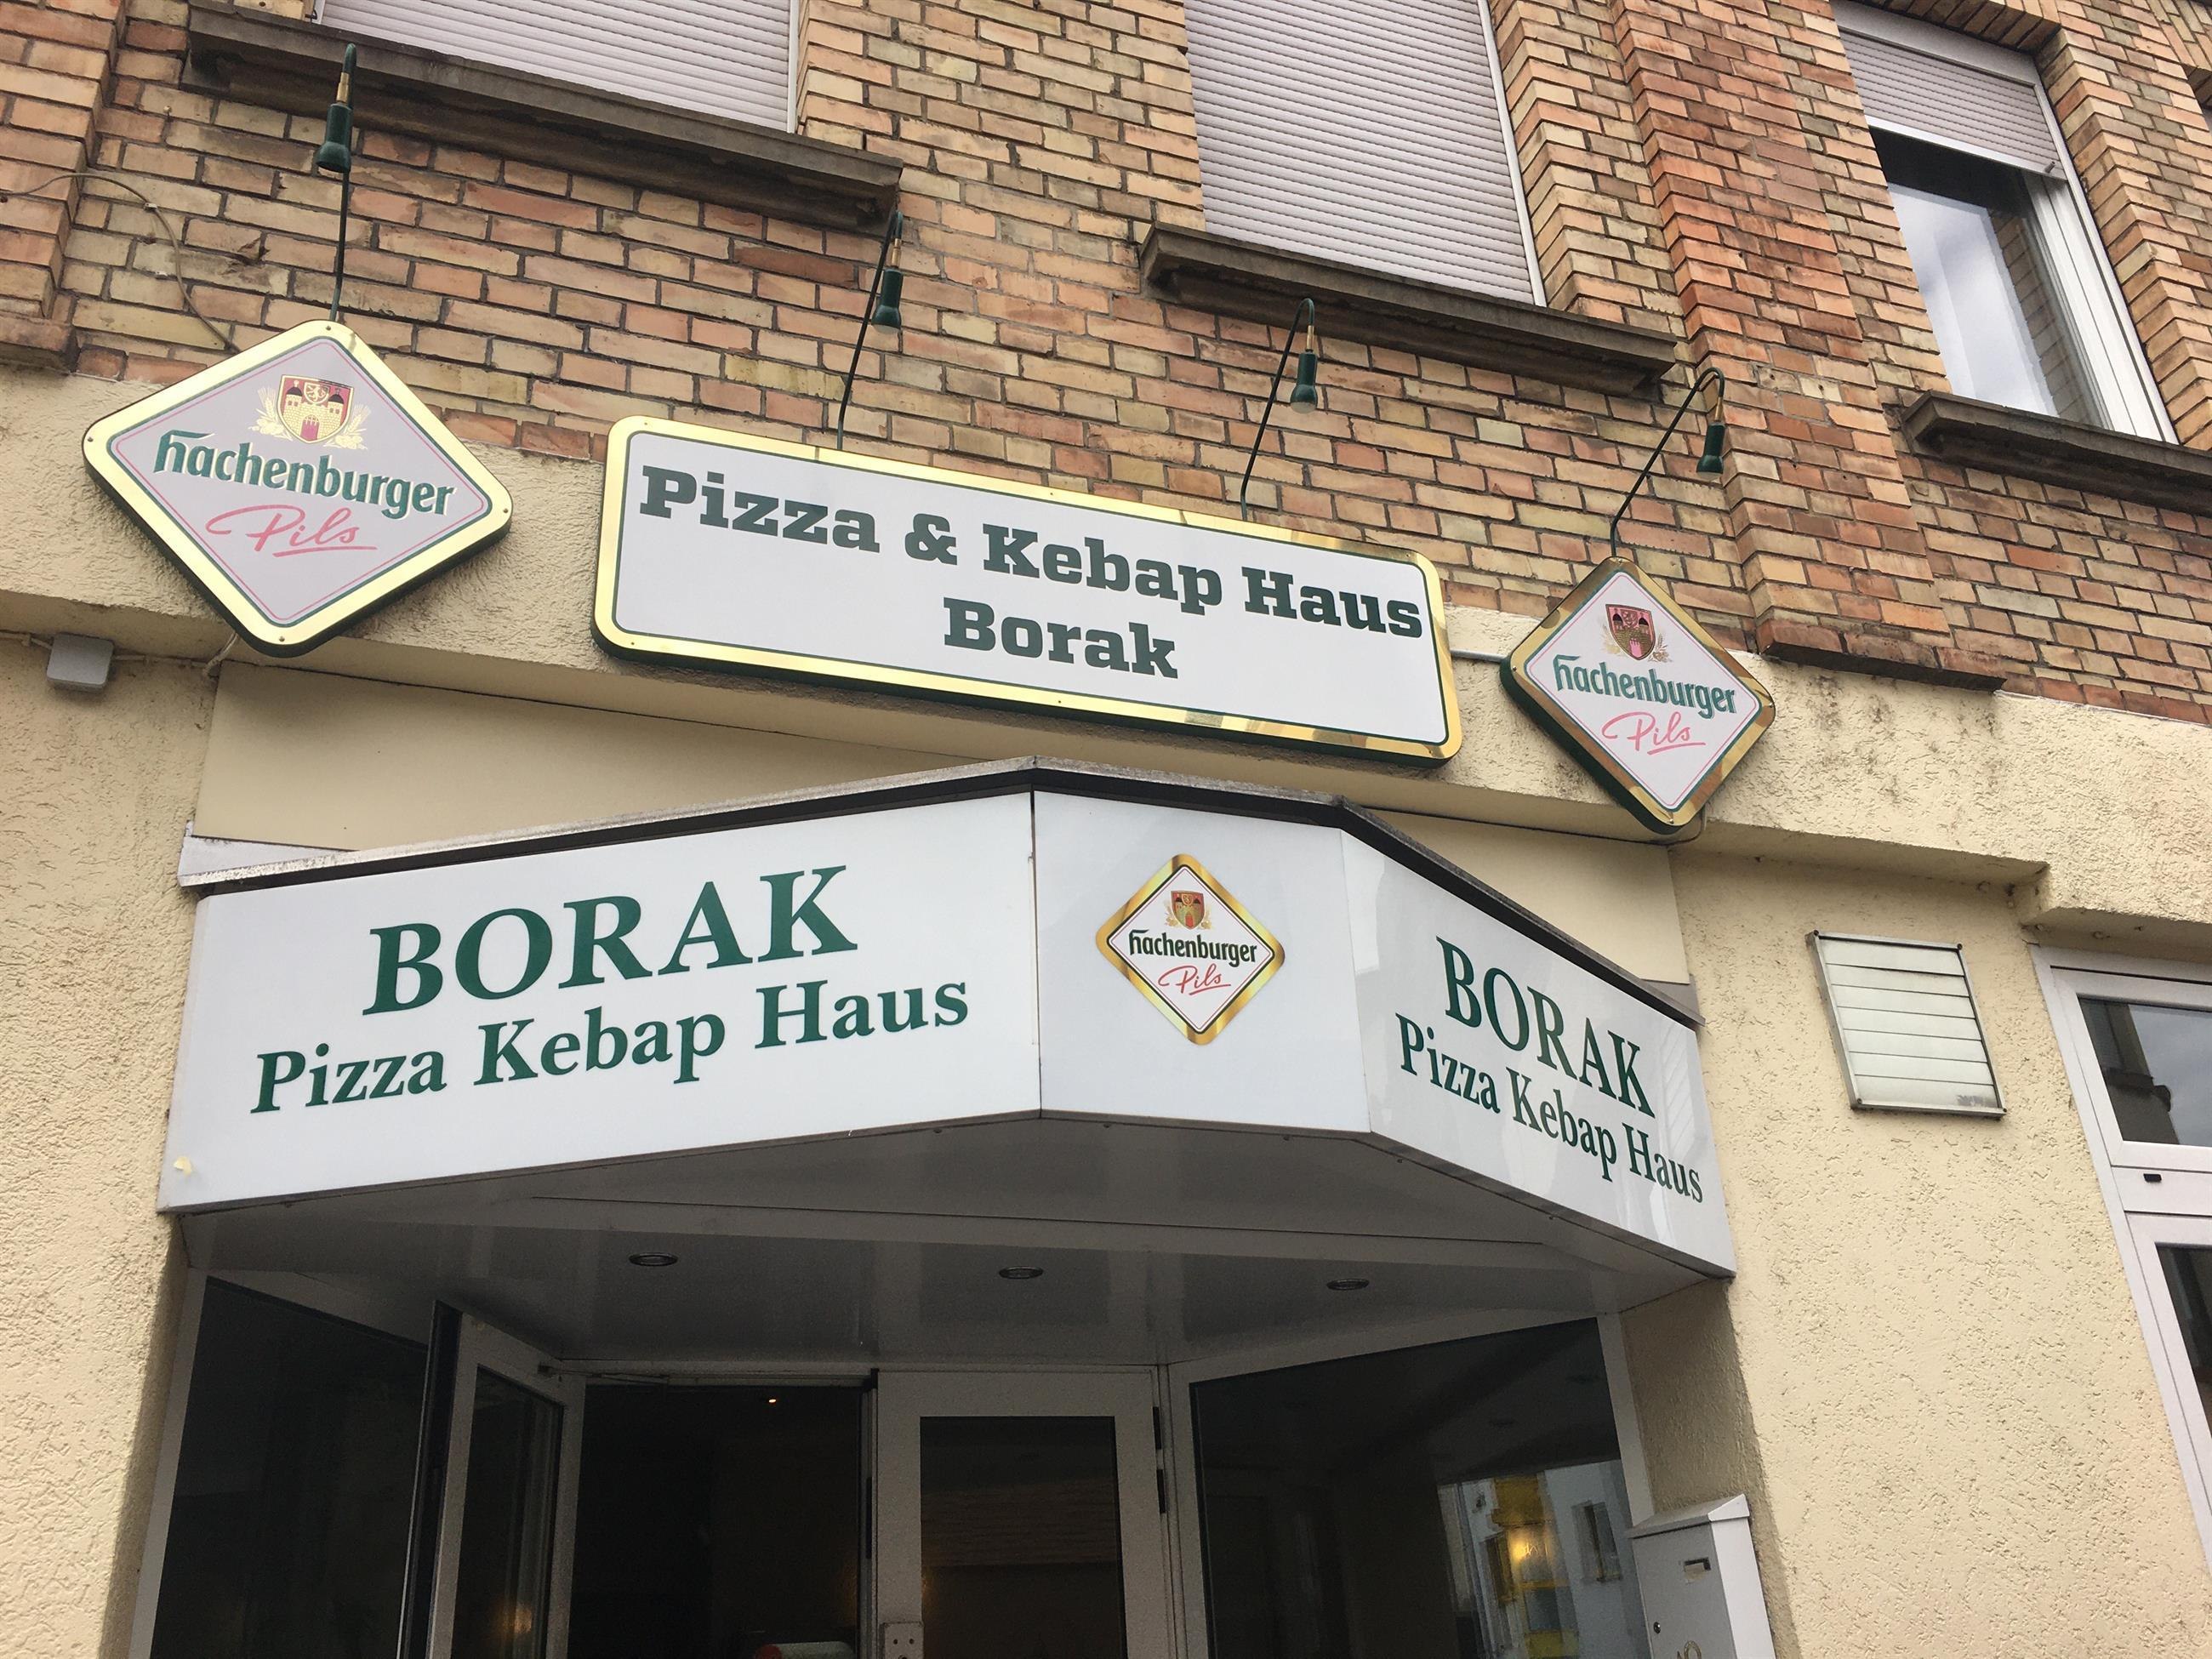 Hachenburger
Pils
Pizza & Kebap Haus
Borak
Hachenburger
Pils
BORAK
Pizza Kebap Haus
Hachenburger
Pils
BORAK
Pizza Kebap Haus